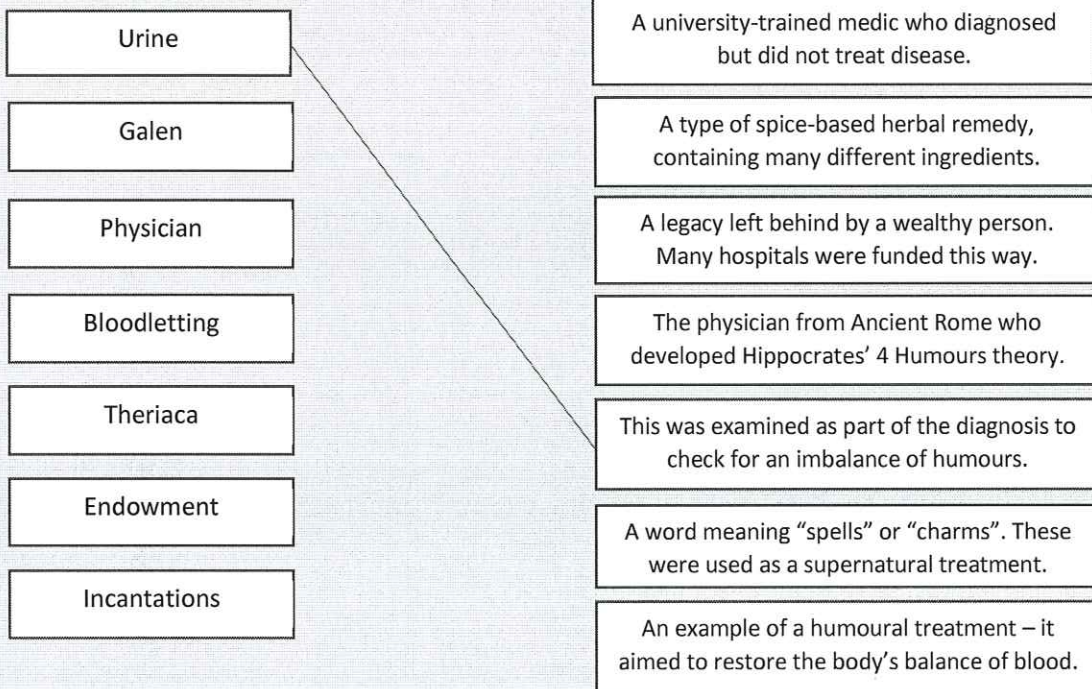 Urine
Galen
Physician
Bloodletting
Theriaca
Endowment
Incantations
A university-trained medic who diagnosed
but did not treat disease.
A type of spice-based herbal remedy,
containing many different ingredients.
A legacy left behind by a wealthy person.
Many hospitals were funded this way.
The physician from Ancient Rome who
developed Hippocrates' 4 Humours theory.
This was examined as part of the diagnosis to
check for an imbalance of humours.
A word meaning “spells” or “charms”. These
were used as a supernatural treatment.
An example of a humoural treatment – it
aimed to restore the body's balance of blood.